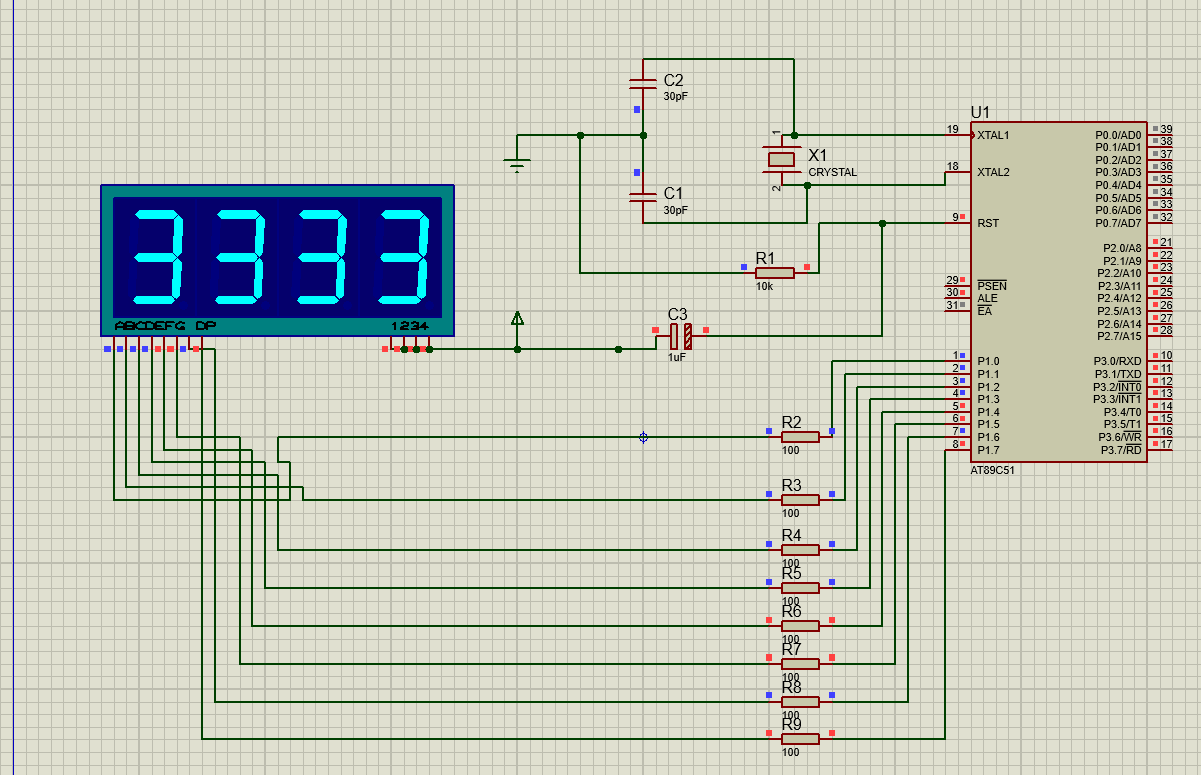 C2
30pF
C1
30pF
1
X1
CRYSTAL
2
R1
10k
C3
1uF
3333
ABCDEFG DP
1234
U1
19 XTAL1
18 XTAL2
9 RST
29 PSEN
30 ALE
31 EA
1 P1.0
2 P1.1
3 P1.2
4 P1.3
5 P1.4
6 P1.5
7 P1.6
8 P1.7
P0.0/AD0 39
P0.1/AD1 38
P0.2/AD2 37
P0.3/AD3 36
P0.4/AD4 35
P0.5/AD5 34
P0.6/AD6 33
P0.7/AD7 32
P2.0/A8 21
P2.1/A9 22
P2.2/A10 23
P2.3/A11 24
P2.4/A12 25
P2.5/A13 26
P2.6/A14 27
P2.7/A15 28
P3.0/RXD 10
P3.1/TXD 11
P3.2/INT0 12
P3.3/INT1 13
P3.4/T0 14
P3.5/T1 15
P3.6/WR 16
P3.7/RD 17
AT89C51
R2
100
R3
100
R4
100
R5
100
R6
100
R7
100
R8
100
R9
100